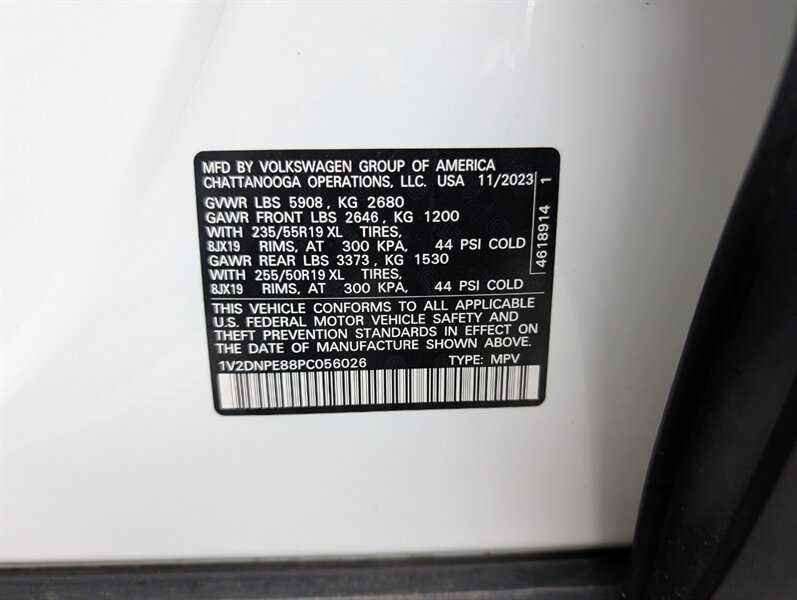 MFD BY VOLKSWAGEN GROUP OF AMERICA
CHATTANOOGA OPERATIONS, LLC. USA 11/2023
GVWR LBS 5908, KG 2680
GAWR FRONT LBS 2646, KG 1200
WITH 235/55R19 XL TIRES,
8JX19 RIMS, AT 300 KPA, 44 PSI COLD
GAWR REAR LBS 3373, KG 1530
WITH 255/50R19 XL TIRES,
8JX19 RIMS, AT 300 KPA, 44 PSI COLD
THIS VEHICLE CONFORMS TO ALL APPLICABLE
U.S. FEDERAL MOTOR VEHICLE SAFETY AND
THEFT PREVENTION STANDARDS IN EFFECT ON
THE DATE OF MANUFACTURE SHOWN ABOVE.
1V2DNPE88PC056026 TYPE: MPV
4618914 1